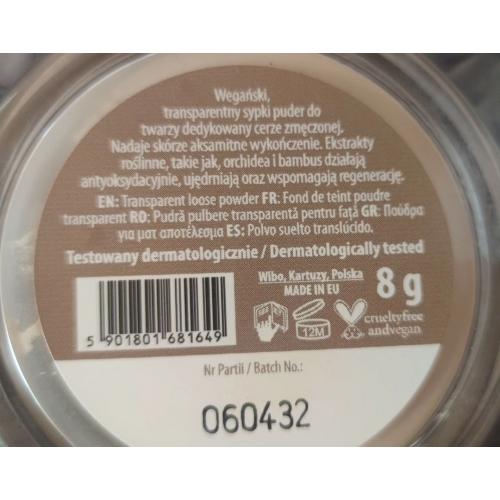 Wegański,
transparentny sypki puder do
twarzy dedykowany cerze zmęczonej.
Nadaje skórze aksamitne wykończenie. Ekstrakty
roślinne, takie jak, orchidea i bambus działają
antyoksydacyjnie, ujędrniają oraz wspomagają regenerację.
EN: Transparent loose powder FR: Fond de teint poudre
transparent RO: Pudră pulbere transparentă pentru față GR: Πούδρα
για ματ αποτέλεσμα ES: Polvo suelto translúcido.
Testowany dermatologicznie / Dermatologically tested
Wibo, Kartuzy, Polska
MADE IN EU
8 g
12M
crueltyfree
andvegan
5 901801 681649
Nr Partii / Batch No.:
060432